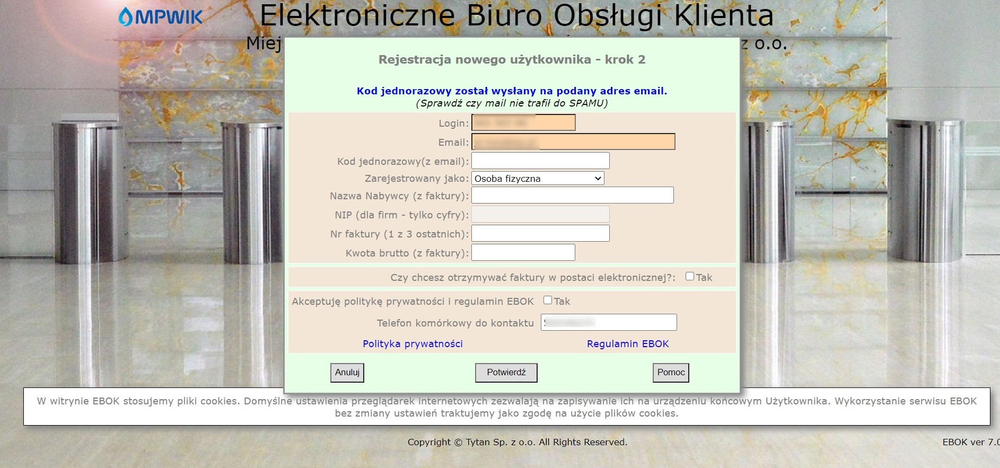 MPWIK
Elektroniczne Biuro Obsługi Klienta
Miej z o.o.
Rejestracja nowego użytkownika - krok 2
Kod jednorazowy został wysłany na podany adres email.
(Sprawdź czy mail nie trafił do SPAMU)
Login:
Email:
Kod jednorazowy(z email):
Zarejestrowany jako: Osoba fizyczna
Nazwa Nabywcy (z faktury):
NIP (dla firm - tylko cyfry):
Nr faktury (1 z 3 ostatnich):
Kwota brutto (z faktury):
Czy chcesz otrzymywać faktury w postaci elektronicznej?: Tak
Akceptuję politykę prywatności i regulamin EBOK Tak
Telefon komórkowy do kontaktu
Polityka prywatności Regulamin EBOK
Anuluj Potwierdź Pomoc
W witrynie EBOK stosujemy pliki cookies. Domyślne ustawienia przeglądarek internetowych zezwalają na zapisywanie ich na urządzeniu końcowym Użytkownika. Wykorzystanie serwisu EBOK
bez zmiany ustawień traktujemy jako zgodę na użycie plików cookies.
Copyright © Tytan Sp. z o.o. All Rights Reserved.
EBOK ver 7.0